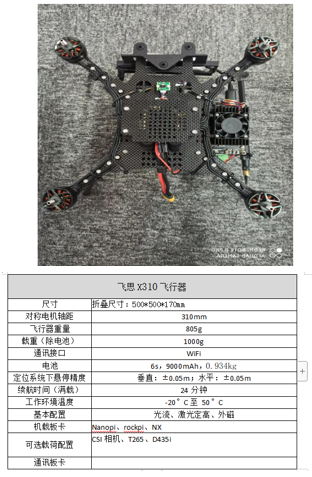 飞思 X310 飞行器
尺寸 折叠尺寸：500*500*170mm
对称电机轴距 310mm
飞行器重量 805g
载重（除电池） 1000g
通讯接口 WiFi
电池 6s，9000mAh，0.934kg
定位系统下悬停精度 垂直：±0.05m；水平：±0.05m
续航时间（满载） 24 分钟
工作环境温度 -20° C 至 50° C
基本配置 光流、激光定高、外磁
机载板卡 Nanopi、rockpi、NX
可选载荷配置 CSI 相机、T265、D435i
通讯板卡